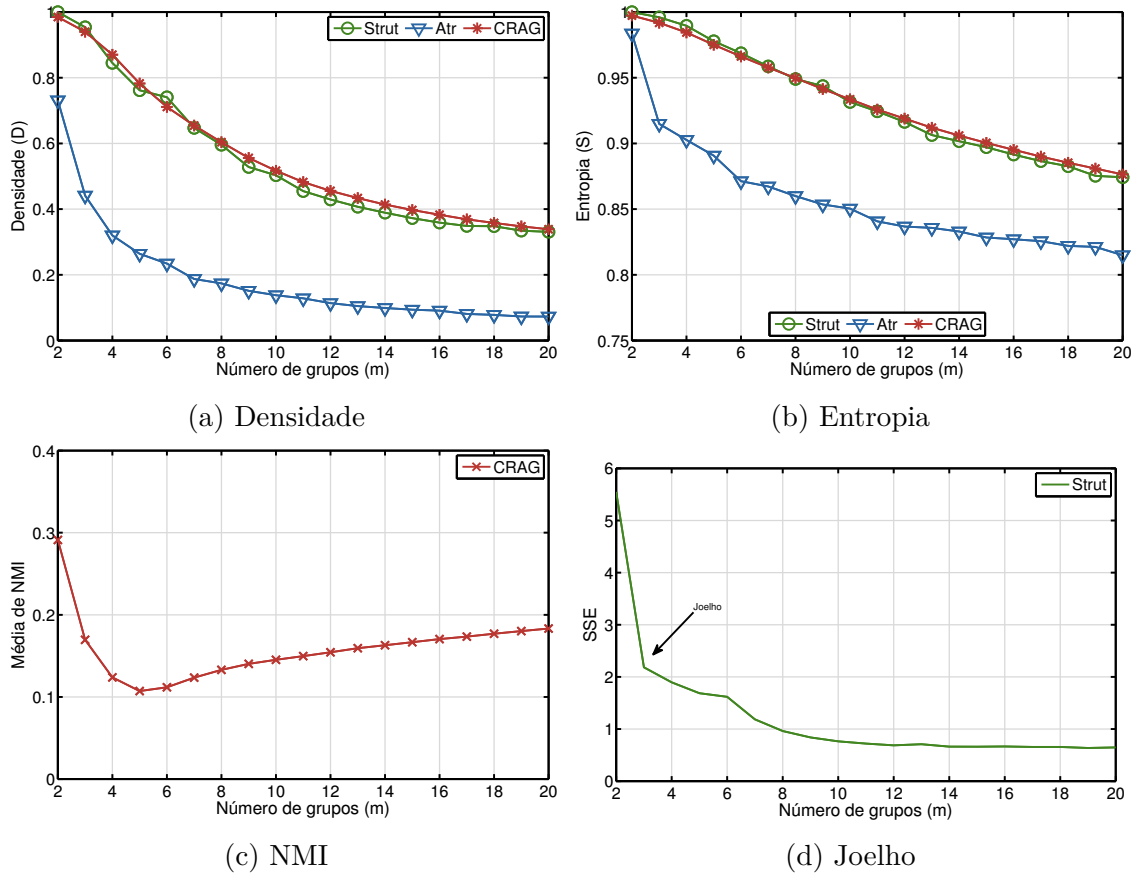 Strut Atr CRAG
1
0.8
0.6
0.4
0.2
0
Densidade (D)
2 4 6 8 10 12 14 16 18 20
Número de grupos (m)
(a) Densidade
1
0.95
0.9
0.85
0.8
0.75
Entropia (S)
Strut Atr CRAG
2 4 6 8 10 12 14 16 18 20
Número de grupos (m)
(b) Entropia
CRAG
0.4
0.3
0.2
0.1
0
Média de NMI
2 4 6 8 10 12 14 16 18 20
Número de grupos (m)
(c) NMI
Strut
6
5
4
3
2
1
0
SSE
Joelho
2 4 6 8 10 12 14 16 18 20
Número de grupos (m)
(d) Joelho